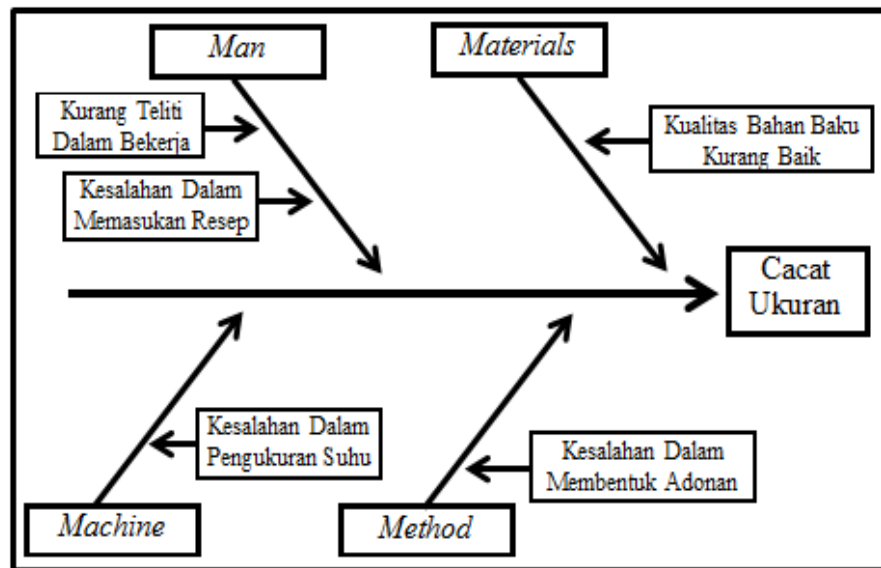 Man
Materials
Kurang Teliti
Dalam Bekerja
Kualitas Bahan Baku
Kurang Baik
Kesalahan Dalam
Memasukan Resep
Cacat
Ukuran
Kesalahan Dalam
Pengukuran Suhu
Kesalahan Dalam
Membentuk Adonan
Machine
Method